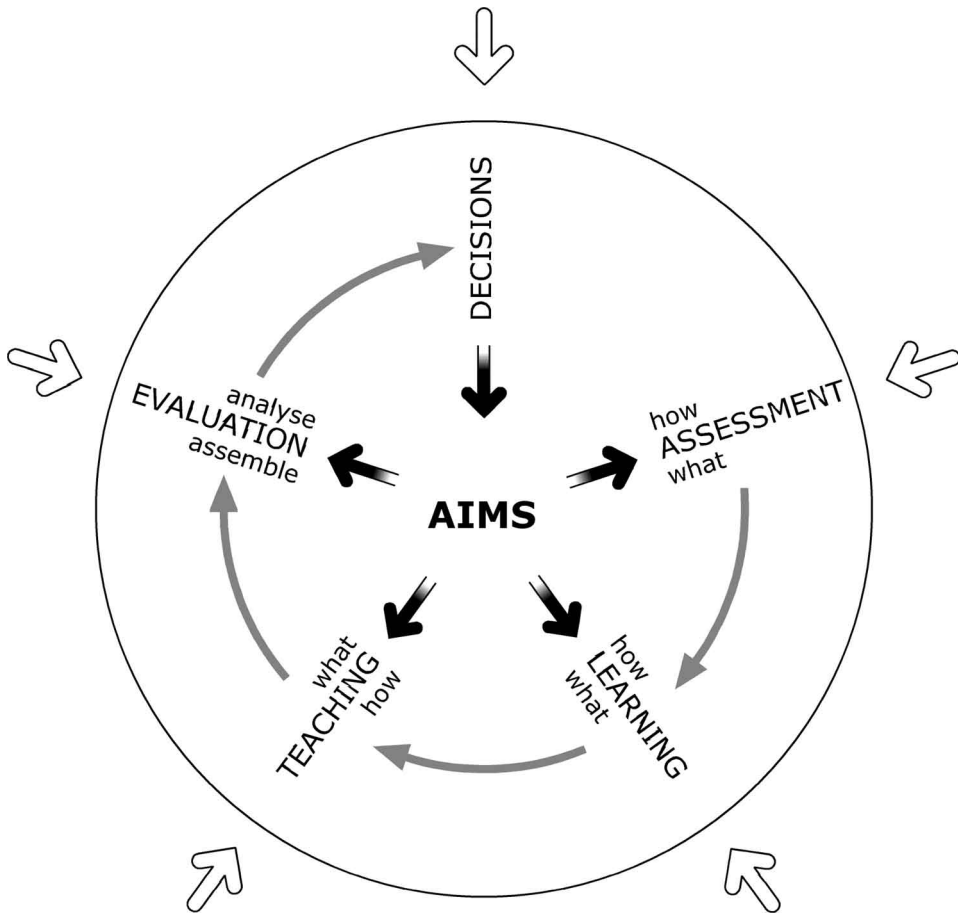 DECISIONS
how
ASSESSMENT
what
how
LEARNING
what
what
TEACHING
how
analyse
EVALUATION
assemble
AIMS